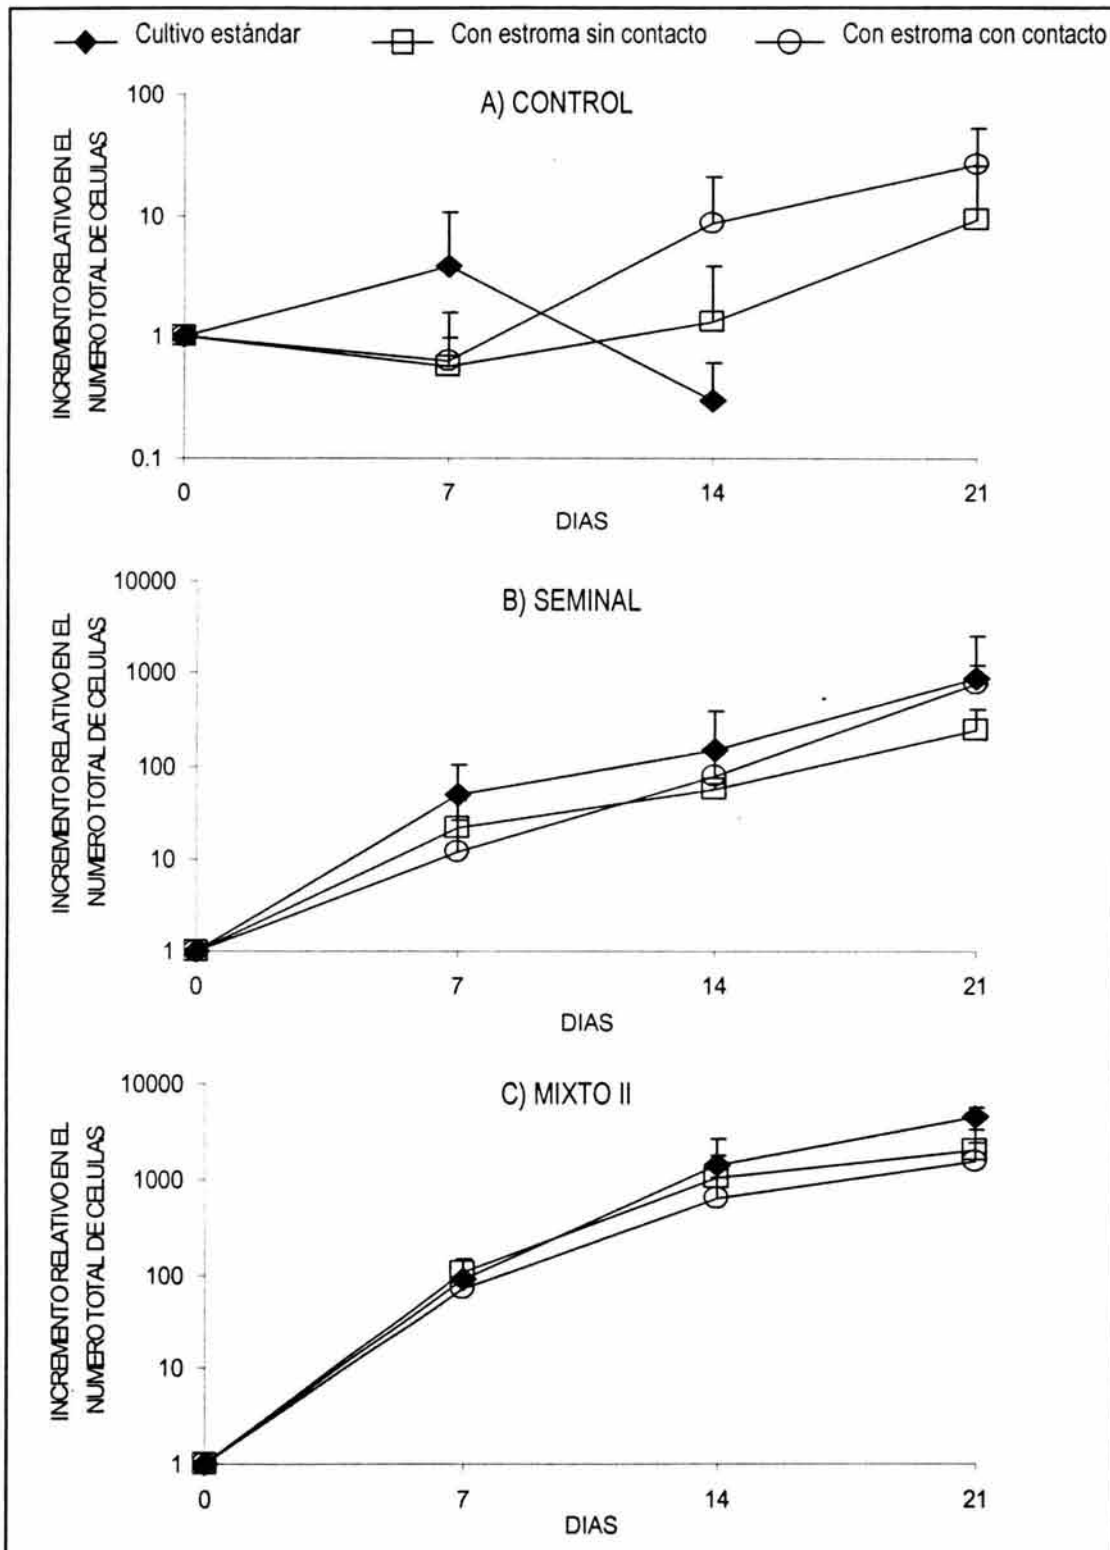 Cultivo estándar Con estroma sin contacto Con estroma con contacto
A) CONTROL
INCREMENTO RELATIVO EN EL
NUMERO TOTAL DE CELULAS
100
10
1
0.1
0 7 14 21
DIAS
B) SEMINAL
INCREMENTO RELATIVO EN EL
NUMERO TOTAL DE CELULAS
10000
1000
100
10
1
0 7 14 21
DIAS
C) MIXTO II
INCREMENTO RELATIVO EN EL
NUMERO TOTAL DE CELULAS
10000
1000
100
10
1
0 7 14 21
DIAS